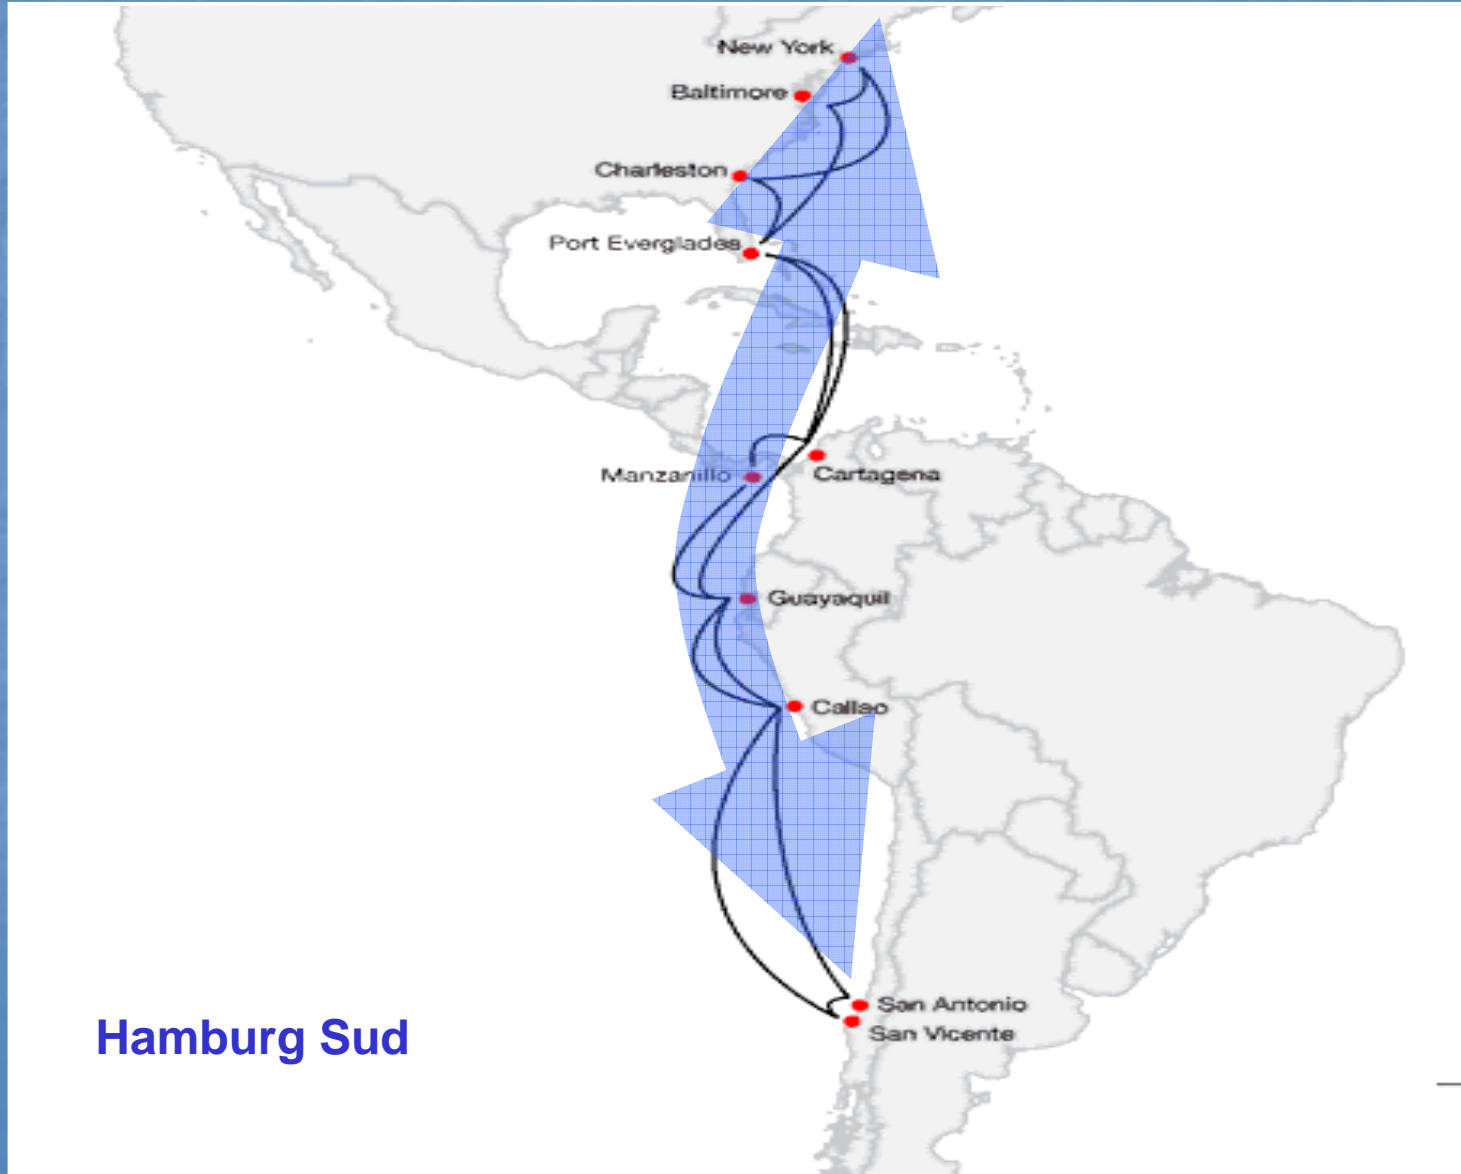 New York
Baltimore
Charleston
Port Everglades
Manzanillo
Cartagena
Guayaquil
Callao
San Antonio
San Vicente
Hamburg Sud